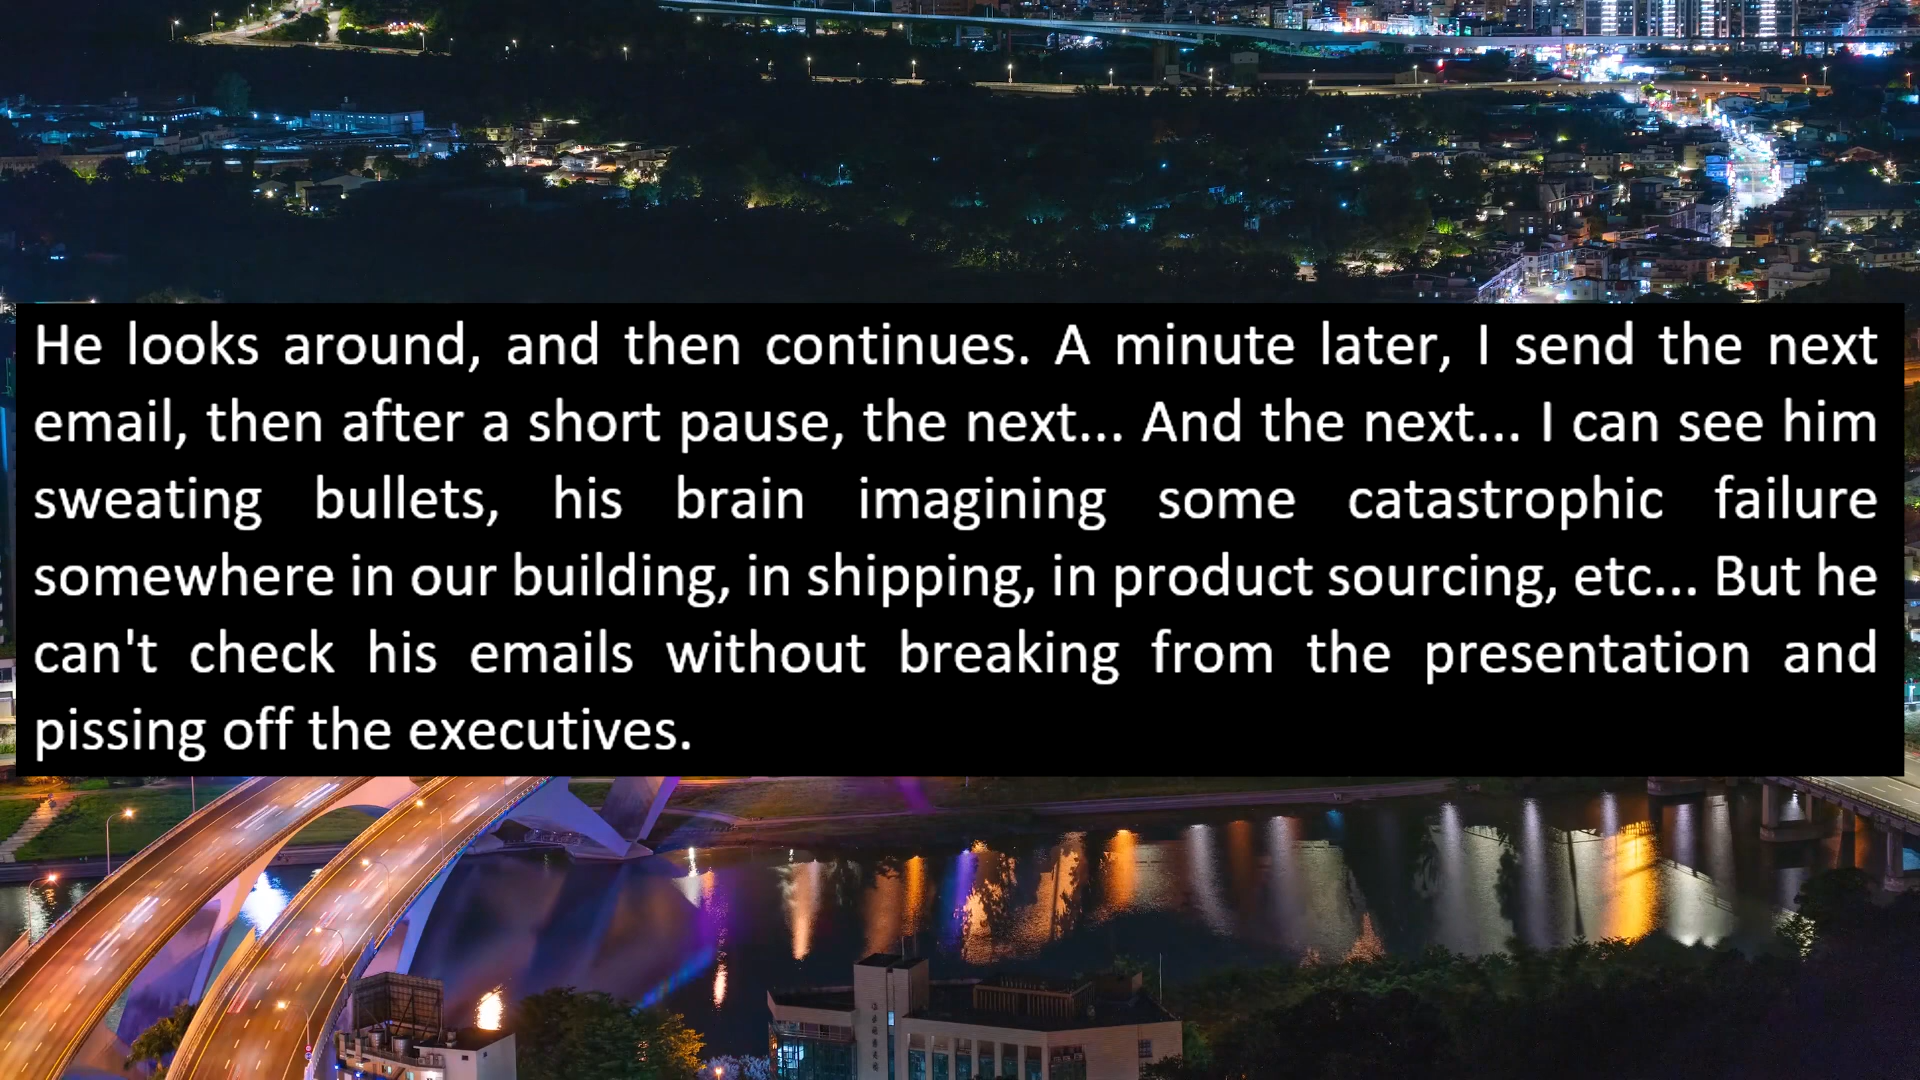 He looks around, and then continues. A minute later, I send the next
email, then after a short pause, the next... And the next... I can see him
sweating bullets, his brain imagining some catastrophic failure
somewhere in our building, in shipping, in product sourcing, etc... But he
can't check his emails without breaking from the presentation and
pissing off the executives.